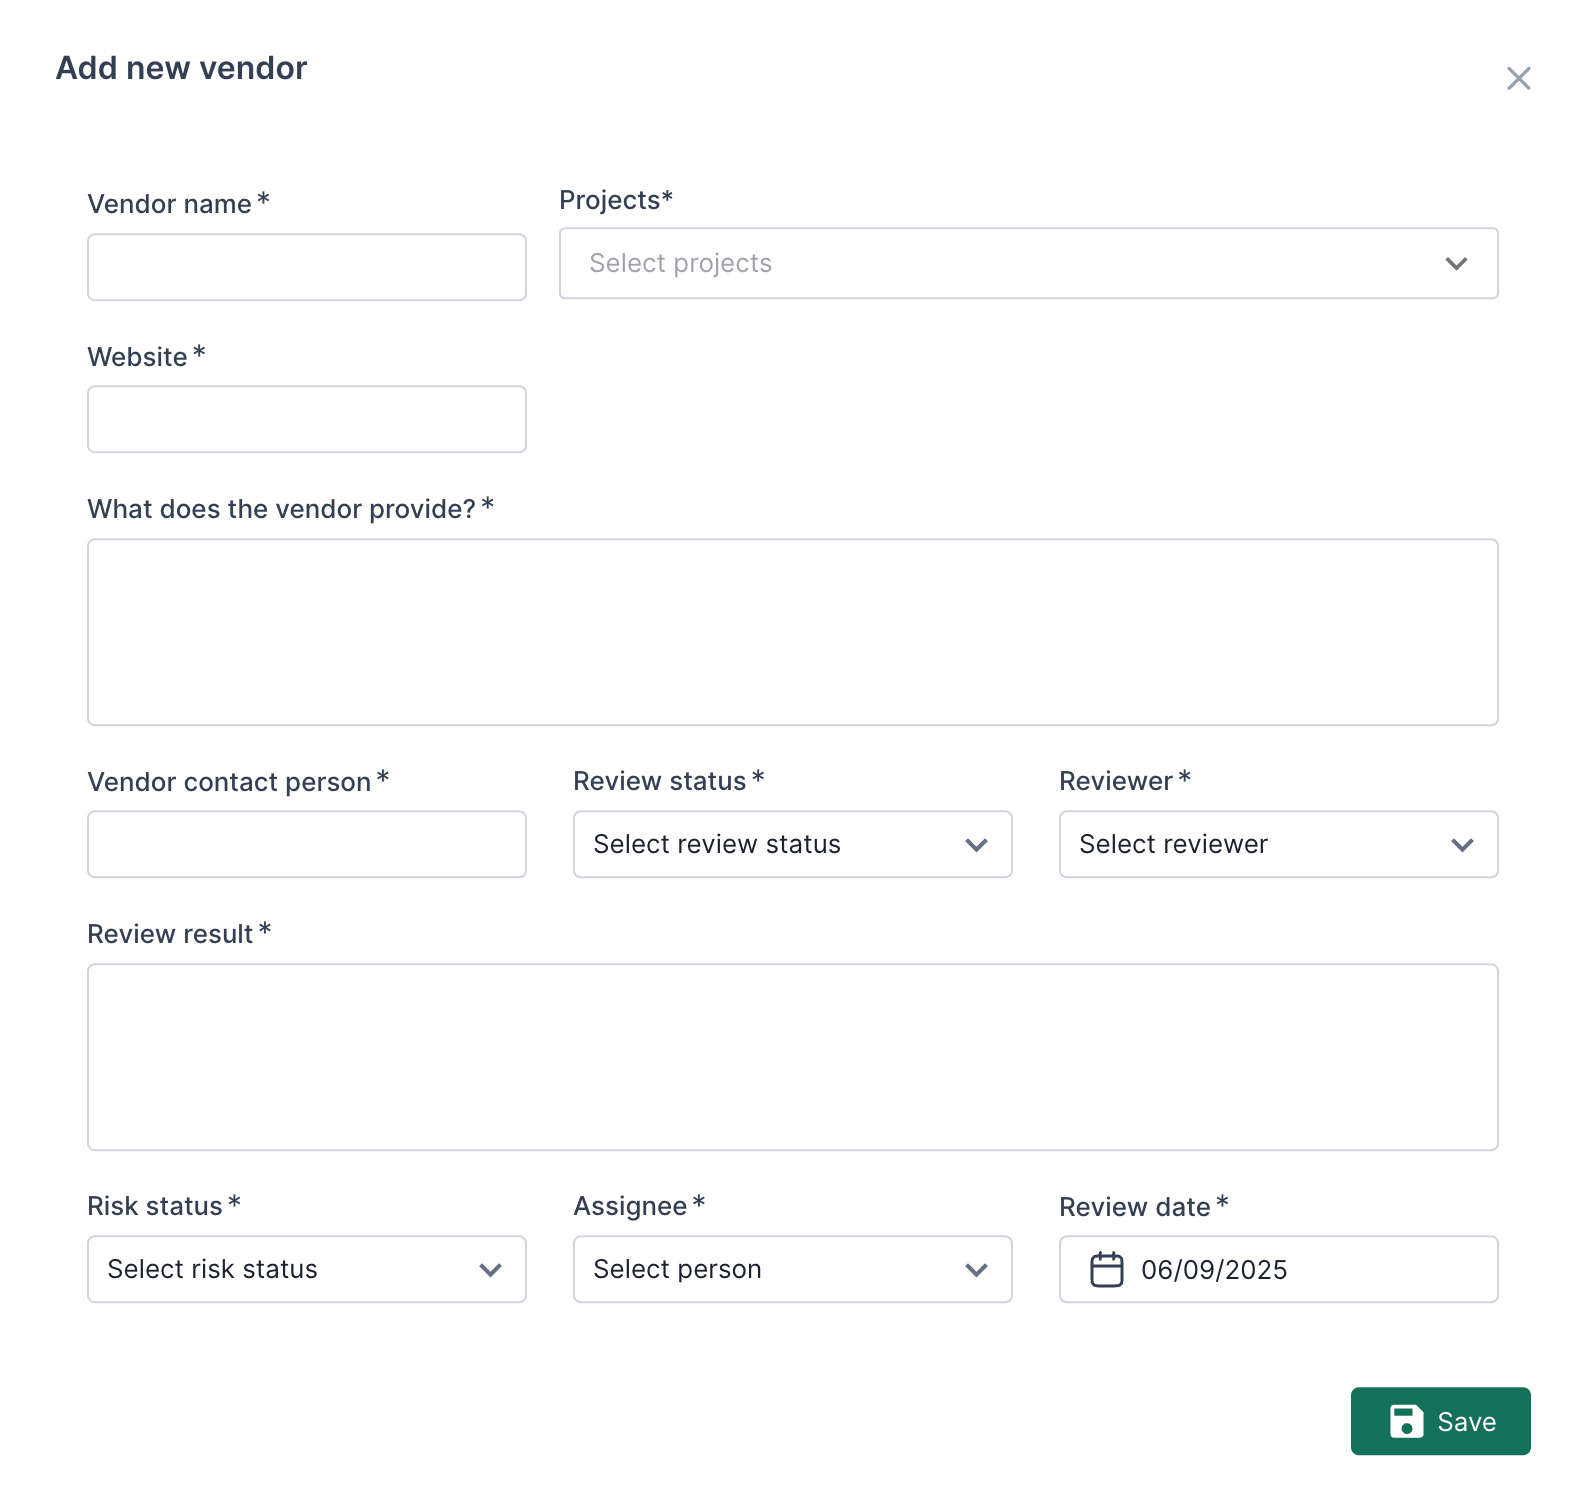 Add new vendor
Vendor name *
Projects*
Select projects
Website *
What does the vendor provide? *
Vendor contact person *
Review status *
Reviewer *
Select review status
Select reviewer
Review result *
Risk status *
Assignee *
Review date *
Select risk status
Select person
06/09/2025
Save